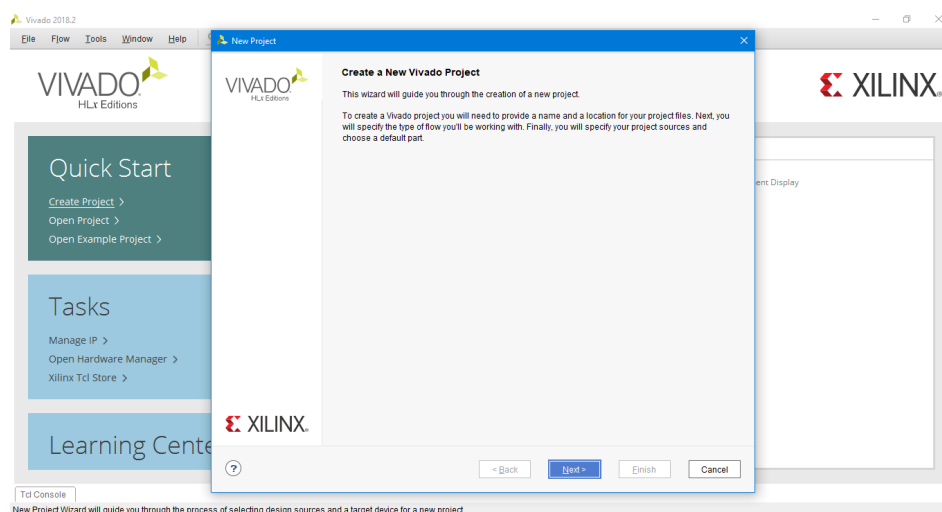 Vivado 2018.2
File Flow Tools Window Help
New Project
VIVADO.
HLx Editions
XILINX.
VIVADO.
HLx Editions
Create a New Vivado Project
This wizard will guide you through the creation of a new project.
To create a Vivado project you will need to provide a name and a location for your project files. Next, you
will specify the type of flow you'll be working with. Finally, you will specify your project sources and
choose a default part.
Quick Start
Create Project >
Open Project >
Open Example Project >
ent Display
Tasks
Manage IP >
Open Hardware Manager >
Xilinx Tcl Store >
XILINX.
Learning Cente
? < Back Next > Finish Cancel
Tcl Console
New Project Wizard will guide you through the process of selecting design sources and a target device for a new project